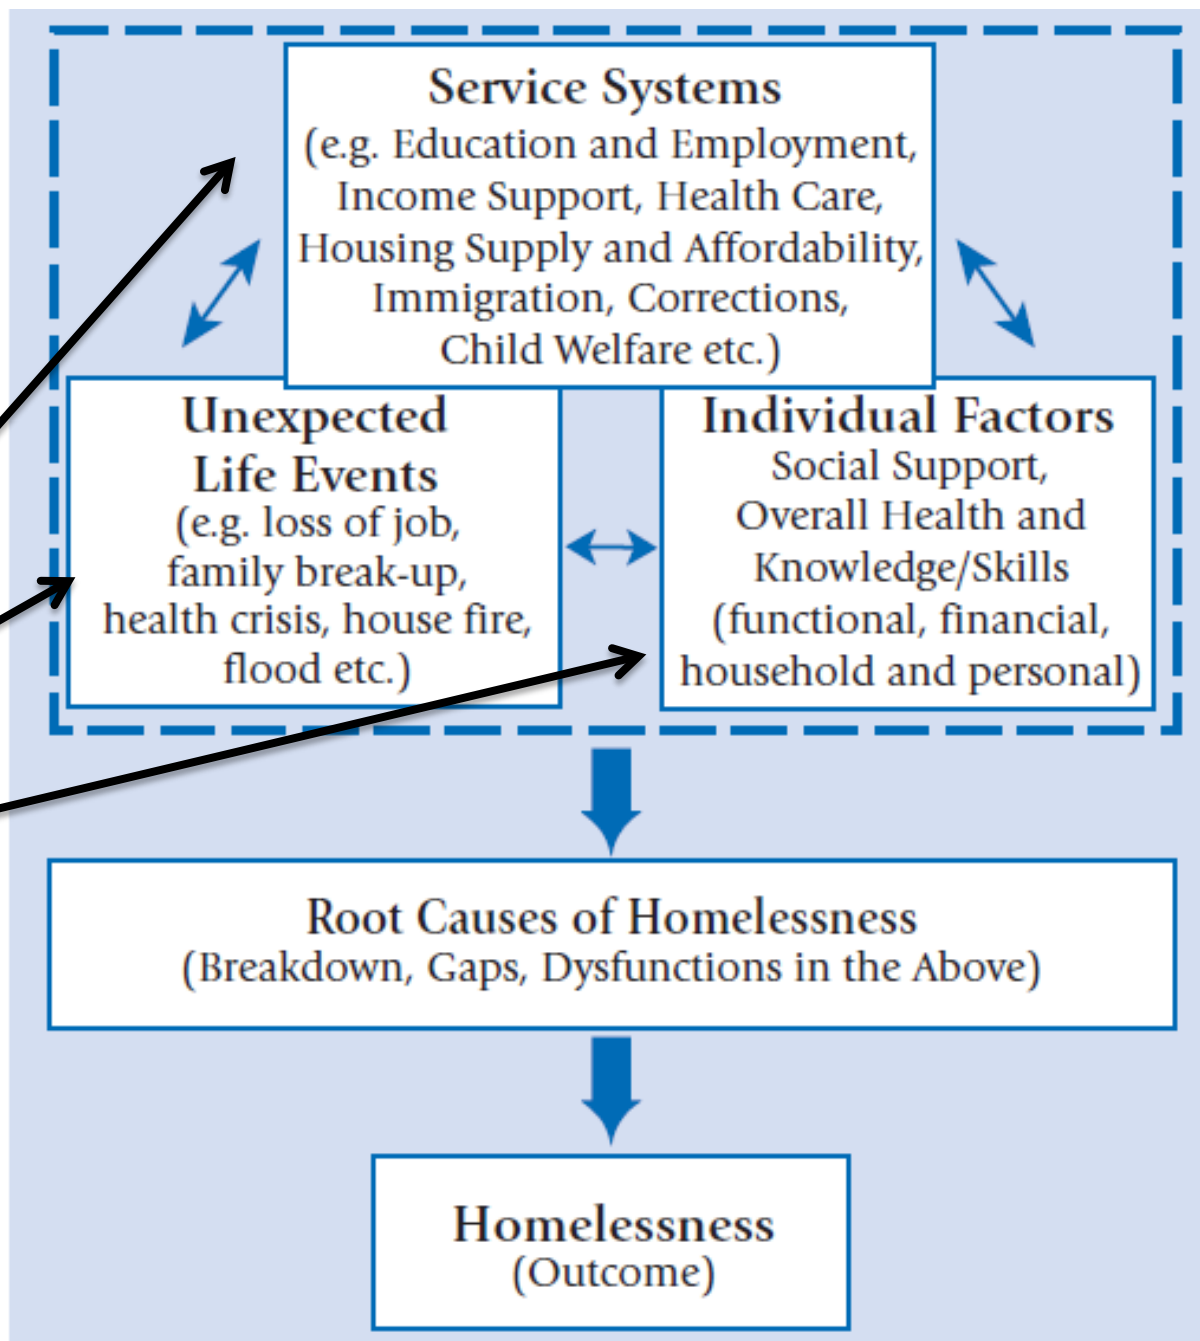 Service Systems
(e.g. Education and Employment,
Income Support, Health Care,
Housing Supply and Affordability,
Immigration, Corrections,
Child Welfare etc.)
Unexpected
Life Events
(e.g. loss of job,
family break-up,
health crisis, house fire,
flood etc.)
Individual Factors
Social Support,
Overall Health and
Knowledge/Skills
(functional, financial,
household and personal)
Root Causes of Homelessness
(Breakdown, Gaps, Dysfunctions in the Above)
Homelessness
(Outcome)